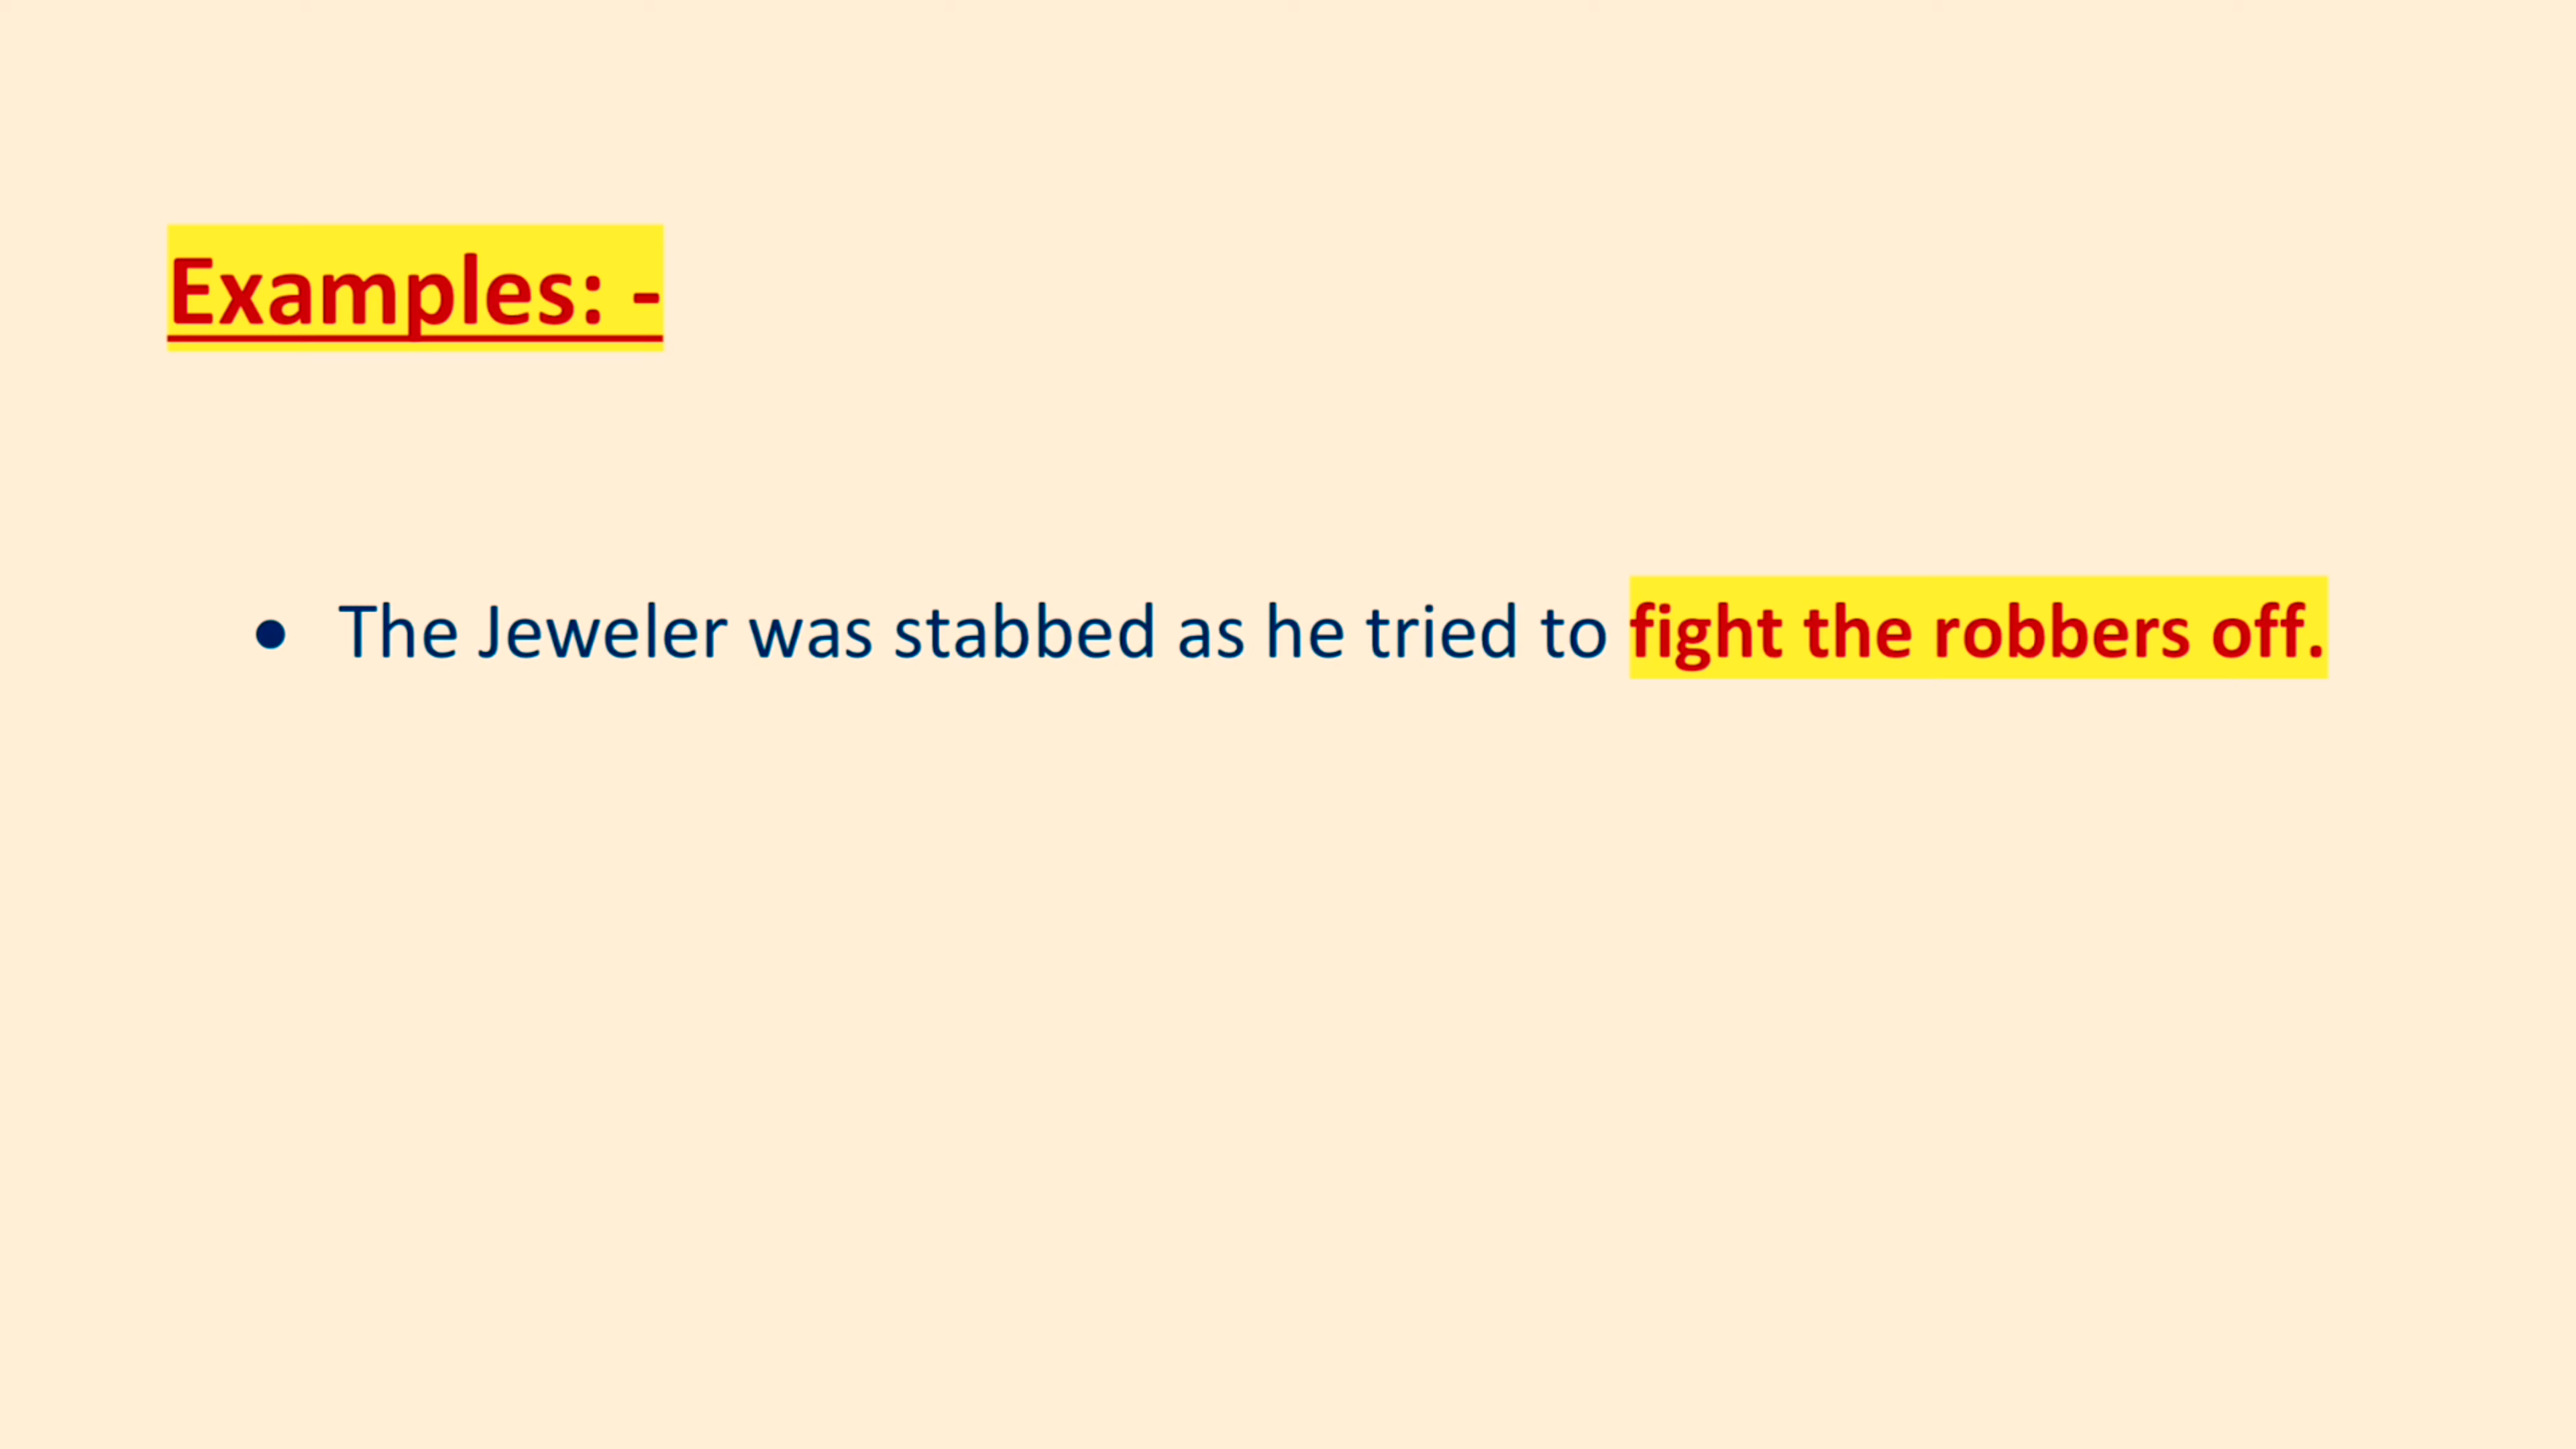 Examples: -
• The Jeweler was stabbed as he tried to fight the robbers off.